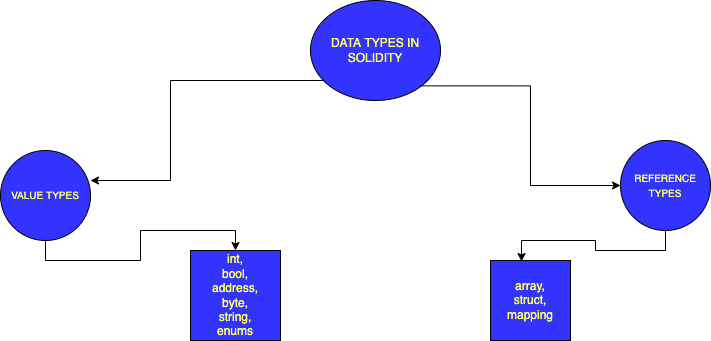 DATA TYPES IN
SOLIDITY
VALUE TYPES
REFERENCE
TYPES
int,
bool,
address,
byte,
string,
enums
array,
struct,
mapping